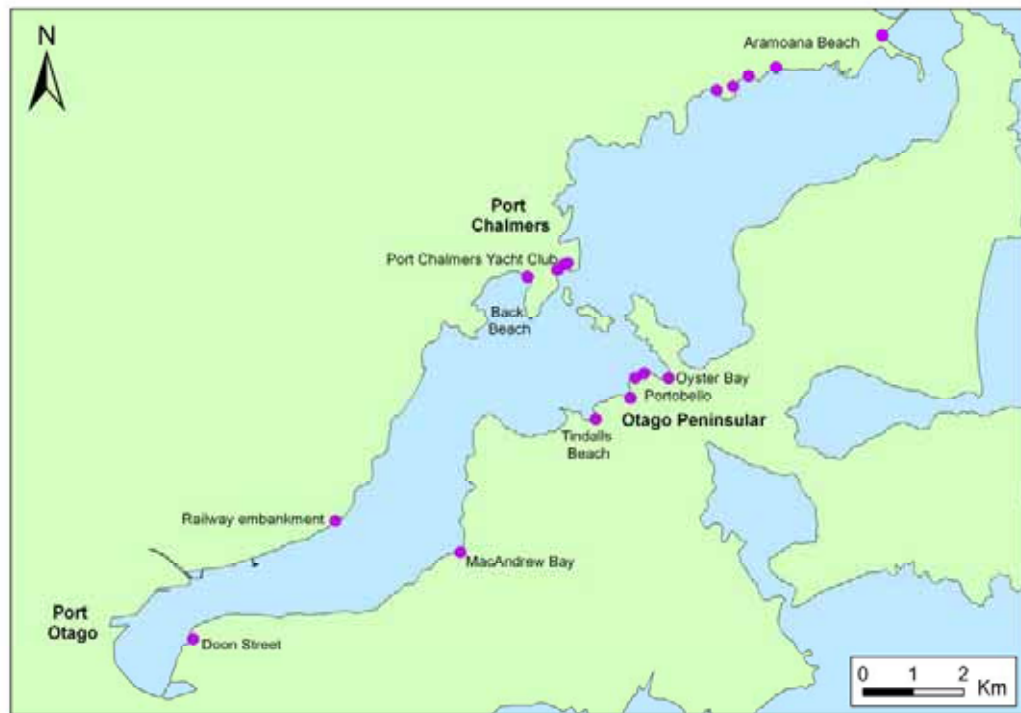 N
Aramoana Beach
Port
Chalmers
Port Chalmers Yacht Club
Back
Beach
Oyster Bay
Portobello
Otago Peninsular
Tindalls
Beach
Railway embankment
MacAndrew Bay
Port
Otago
Doon Street
0 1 2
Km